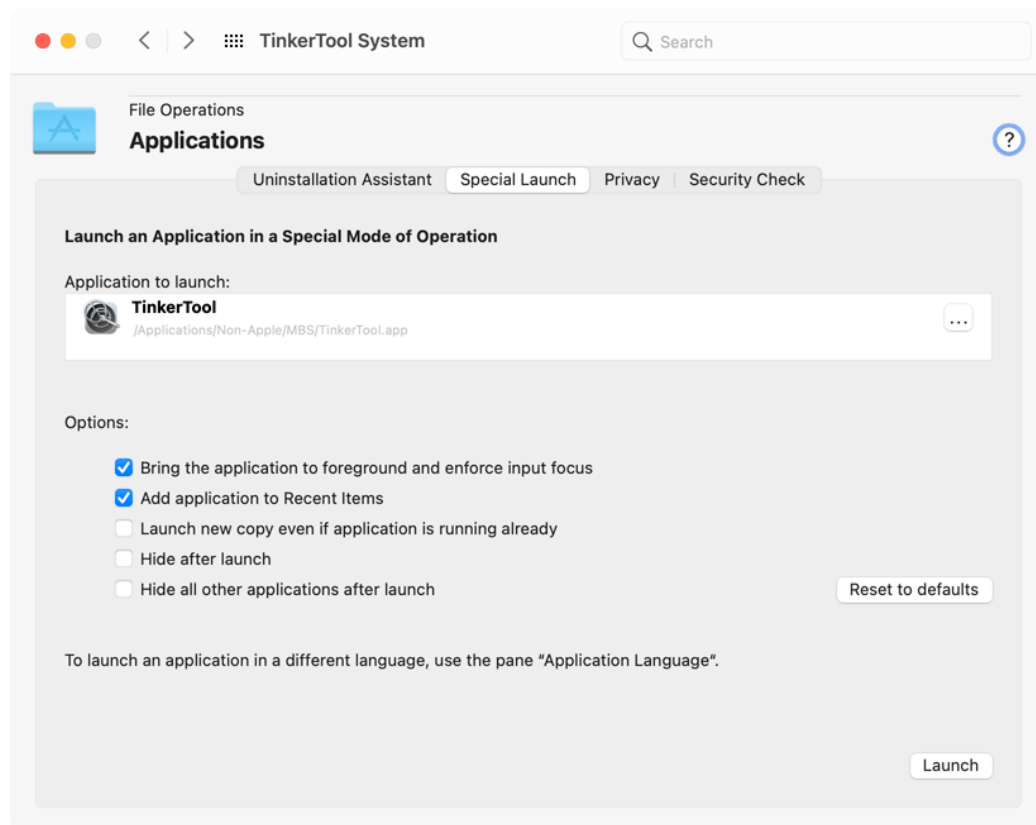 TinkerTool System
Search
File Operations
Applications
?
Uninstallation Assistant Special Launch Privacy Security Check
Launch an Application in a Special Mode of Operation
Application to launch:
TinkerTool
/Applications/Non-Apple/MBS/TinkerTool.app
...
Options:
Bring the application to foreground and enforce input focus
Add application to Recent Items
Launch new copy even if application is running already
Hide after launch
Hide all other applications after launch
Reset to defaults
To launch an application in a different language, use the pane “Application Language“.
Launch